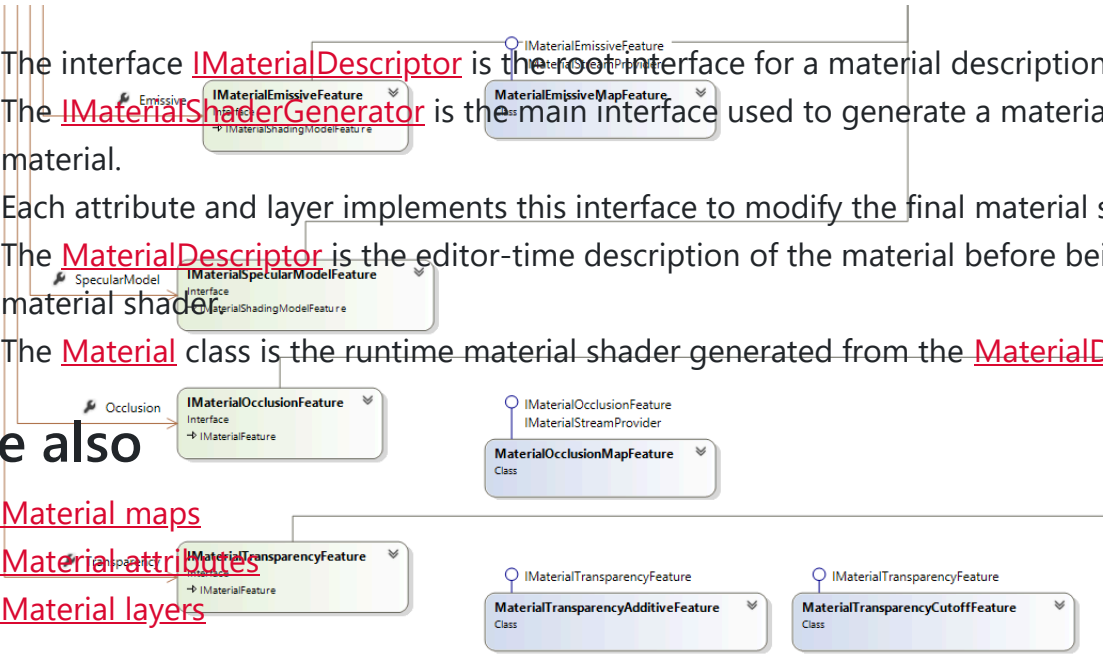 IMaterialEmissiveFeature
IMaterialStreamProvider
The interface IMaterialDescriptor is the root interface for a material description
Emissive
IMaterialEmissiveFeature
Interface
IMaterialShadingModelFeature
MaterialEmissiveMapFeature
Class
The IMaterialShaderGenerator is the main interface used to generate a materia
material.
Each attribute and layer implements this interface to modify the final material s
The MaterialDescriptor is the editor-time description of the material before bei
SpecularModel
IMaterialSpecularModelFeature
Interface
IMaterialShadingModelFeature
material shader.
The Material class is the runtime material shader generated from the MaterialD
Occlusion
IMaterialOcclusionFeature
Interface
IMaterialFeature
IMaterialOcclusionFeature
IMaterialStreamProvider
MaterialOcclusionMapFeature
Class
e also
Material maps
Material attributes
Material layers
Transparency
IMaterialTransparencyFeature
Interface
IMaterialFeature
IMaterialTransparencyFeature
MaterialTransparencyAdditiveFeature
Class
IMaterialTransparencyFeature
MaterialTransparencyCutoffFeature
Class